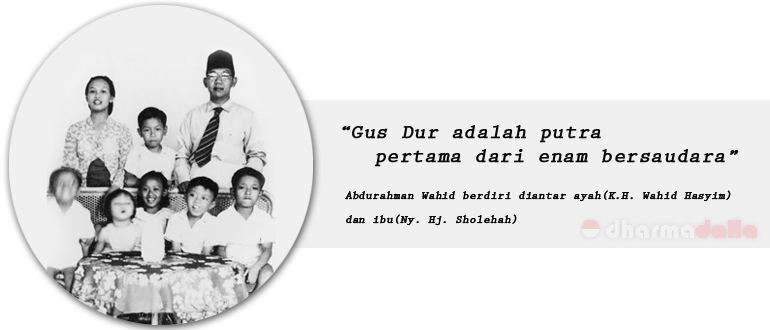 “Gus Dur adalah putra
pertama dari enam bersaudara”
Abdurahman Wahid berdiri diantar ayah(K.H. Wahid Hasyim)
dan ibu(Ny. Hj. Sholehah)
dharmadalla